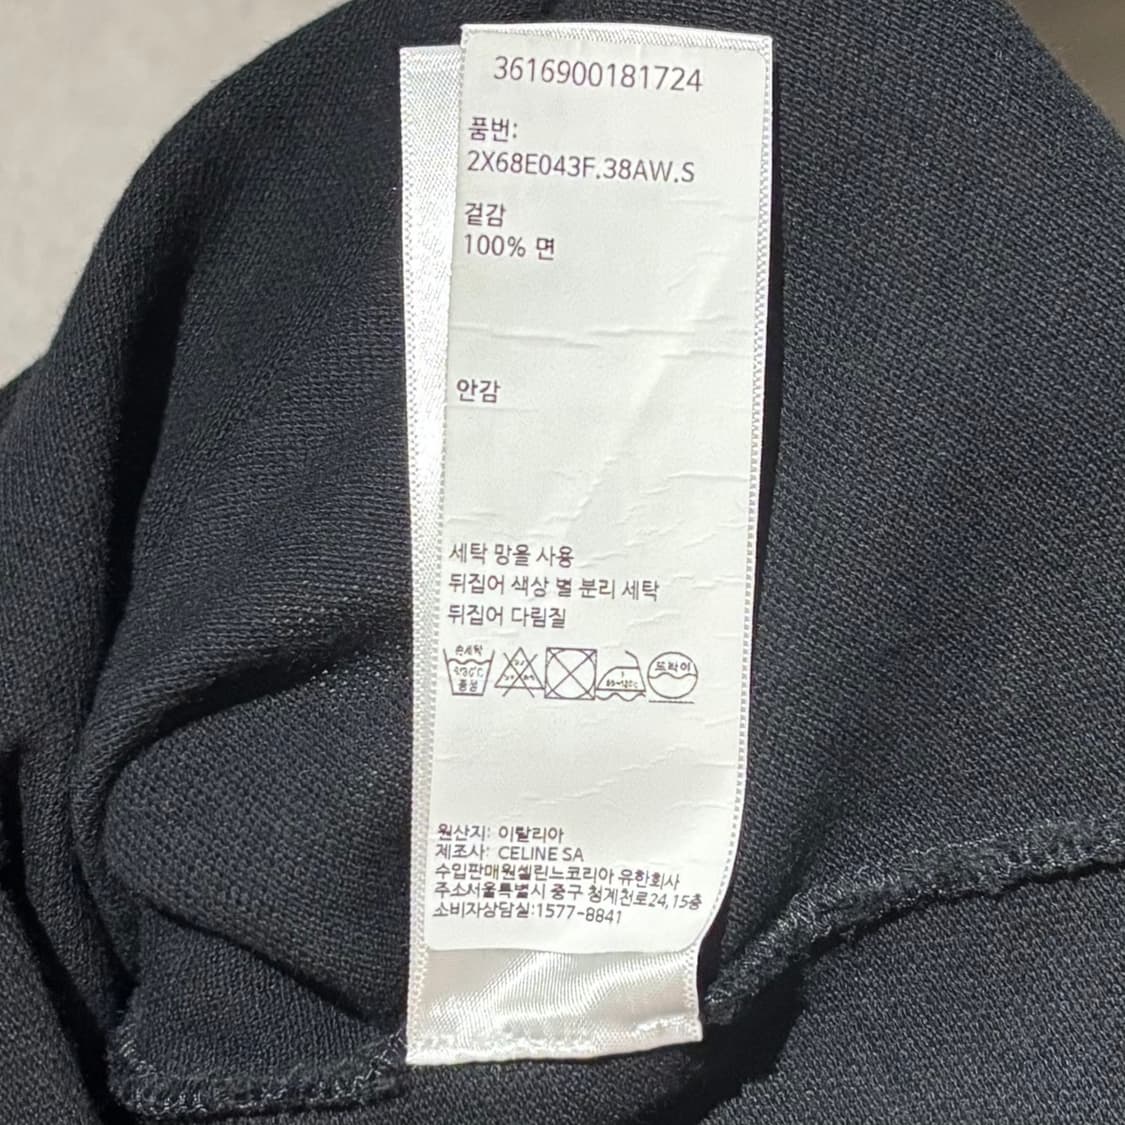 3616900181724
품번:
2X68E043F.38AW.S
겉감
100% 면
안감
세탁 망을 사용
뒤집어 색상 별 분리 세탁
뒤집어 다림질
손세탁
중성
드라이
원산지: 이탈리아
제조사: CELINE SA
수입판매원셀린느코리아 유한회사
주소서울특별시 중구 청계천로24,15층
소비자상담실:1577-8841